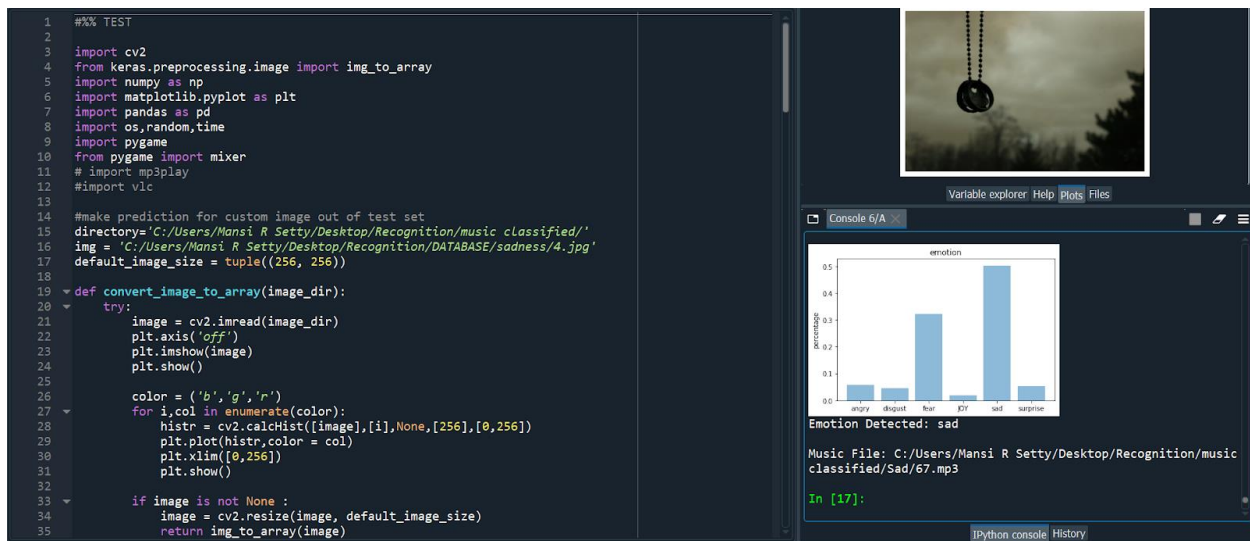 1 #%% TEST
2
3 import cv2
4 from keras.preprocessing.image import img_to_array
5 import numpy as np
6 import matplotlib.pyplot as plt
7 import pandas as pd
8 import os,random,time
9 import pygame
10 from pygame import mixer
11 # import mp3play
12 #import vlc
13
14 #make prediction for custom image out of test set
15 directory='C:/Users/Mansi R Setty/Desktop/Recognition/music classified/'
16 img = 'C:/Users/Mansi R Setty/Desktop/Recognition/DATABASE/sadness/4.jpg'
17 default_image_size = tuple((256, 256))
18
19 def convert_image_to_array(image_dir):
20 try:
21 image = cv2.imread(image_dir)
22 plt.axis('off')
23 plt.imshow(image)
24 plt.show()
25
26 color = ('b','g','r')
27 for i,col in enumerate(color):
28 histr = cv2.calcHist([image],[i],None,[256],[0,256])
29 plt.plot(histr,color = col)
30 plt.xlim([0,256])
31 plt.show()
32
33 if image is not None :
34 image = cv2.resize(image, default_image_size)
35 return img_to_array(image)
Variable explorer Help Plots Files
Console 6/A
emotion
percentage
0.5
0.4
0.3
0.2
0.1
0.0
angry disgust fear JOY sad surprise
Emotion Detected: sad
Music File: C:/Users/Mansi R Setty/Desktop/Recognition/music
classified/Sad/67.mp3
In [17]:
IPython console History